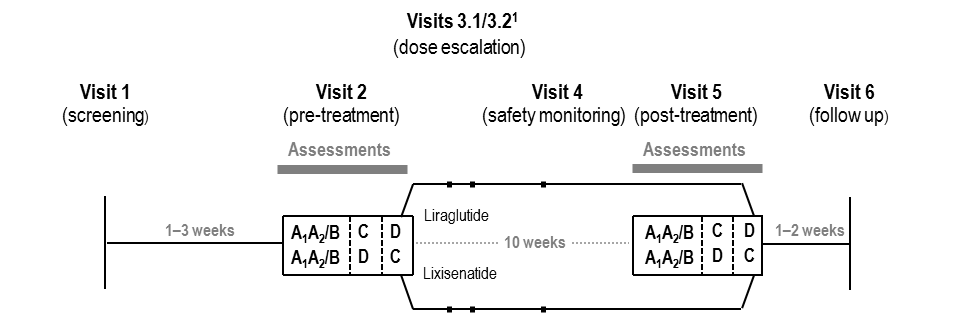 Visits 3.1/3.2¹
(dose escalation)
Visit 1 Visit 2 Visit 4 Visit 5 Visit 6
(screening) (pre-treatment) (safety monitoring) (post-treatment) (follow up)
Assessments Assessments
Liraglutide
1–3 weeks A₁A₂/B C D 10 weeks A₁A₂/B C D 1–2 weeks
A₁A₂/B D C A₁A₂/B D C
Lixisenatide